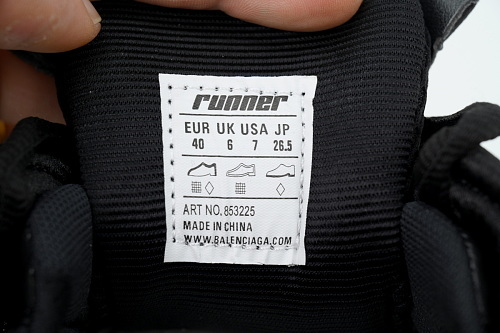 runner
EUR UK USA JP
40 6 7 26.5
ART NO. 853225
MADE IN CHINA
WWW.BALENCIAGA.COM